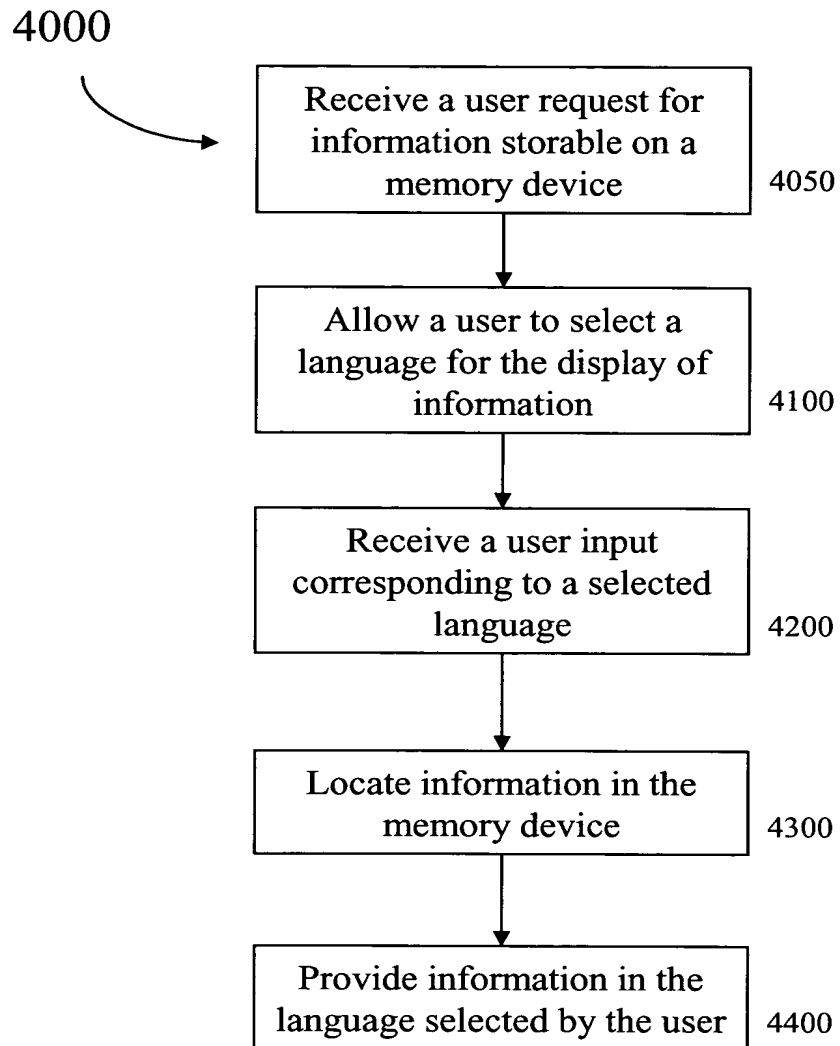 4000
Receive a user request for
information storable on a
memory device
4050
Allow a user to select a
language for the display of
information
4100
Receive a user input
corresponding to a selected
language
4200
Locate information in the
memory device
4300
Provide information in the
language selected by the user
4400